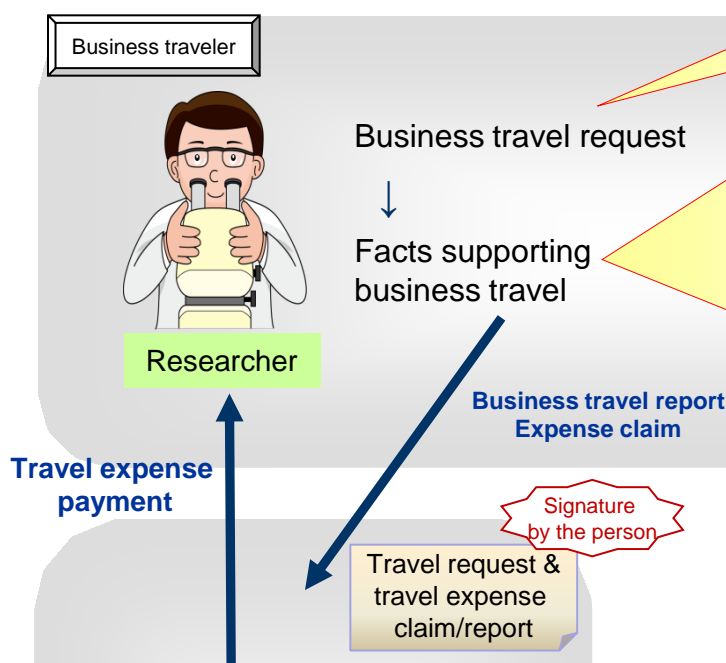 Business traveler
Business travel request
↓
Facts supporting
business travel
Researcher
Business travel report
Expense claim
Travel expense
payment
Signature
by the person
Travel request &
travel expense
claim/report